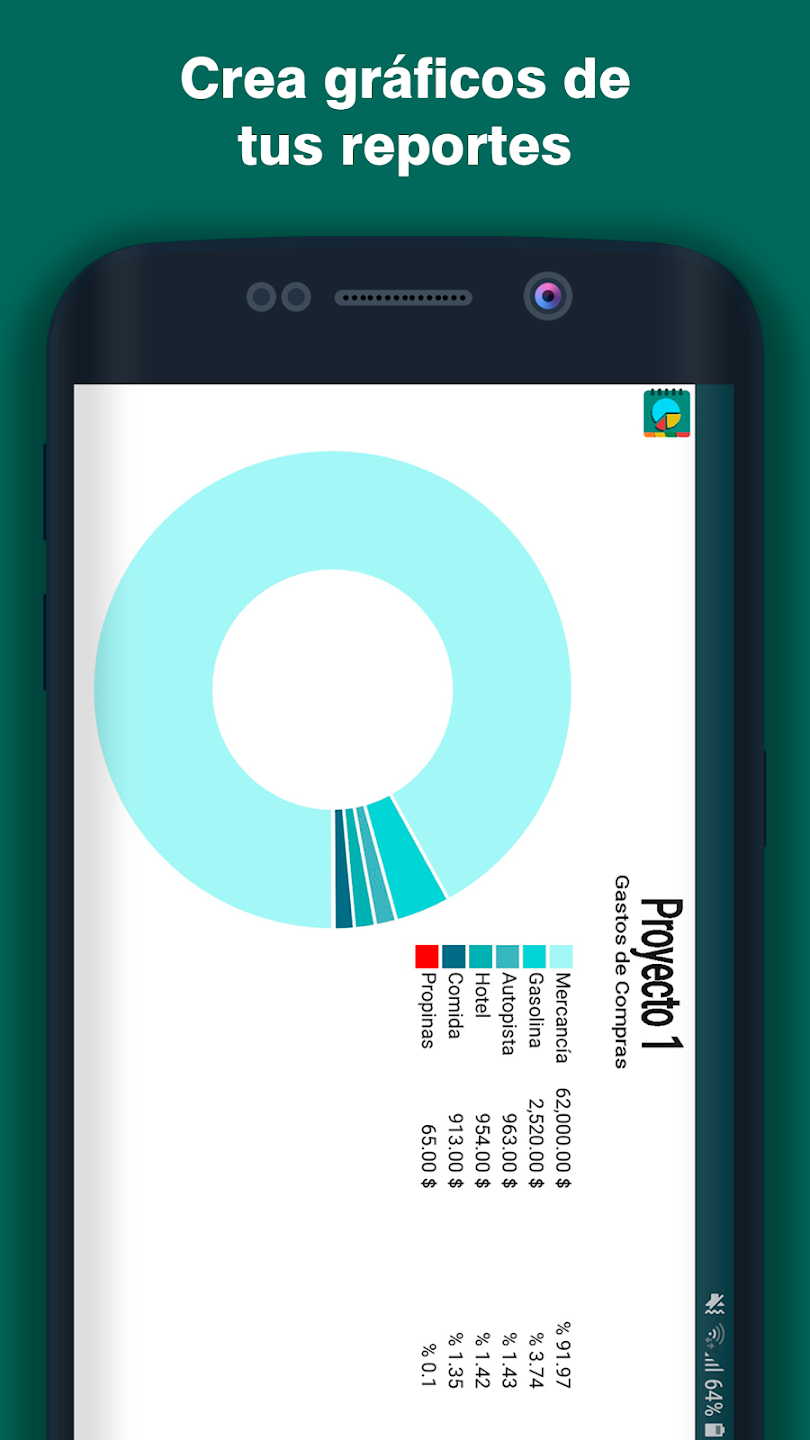 Crea gráficos de
tus reportes
64%
Proyecto 1
Gastos de Compras
Mercancía 62,000.00 $ % 91.97
Gasolina 2,520.00 $ % 3.74
Autopista 963.00 $ % 1.43
Hotel 954.00 $ % 1.42
Comida 913.00 $ % 1.35
Propinas 65.00 $ % 0.1